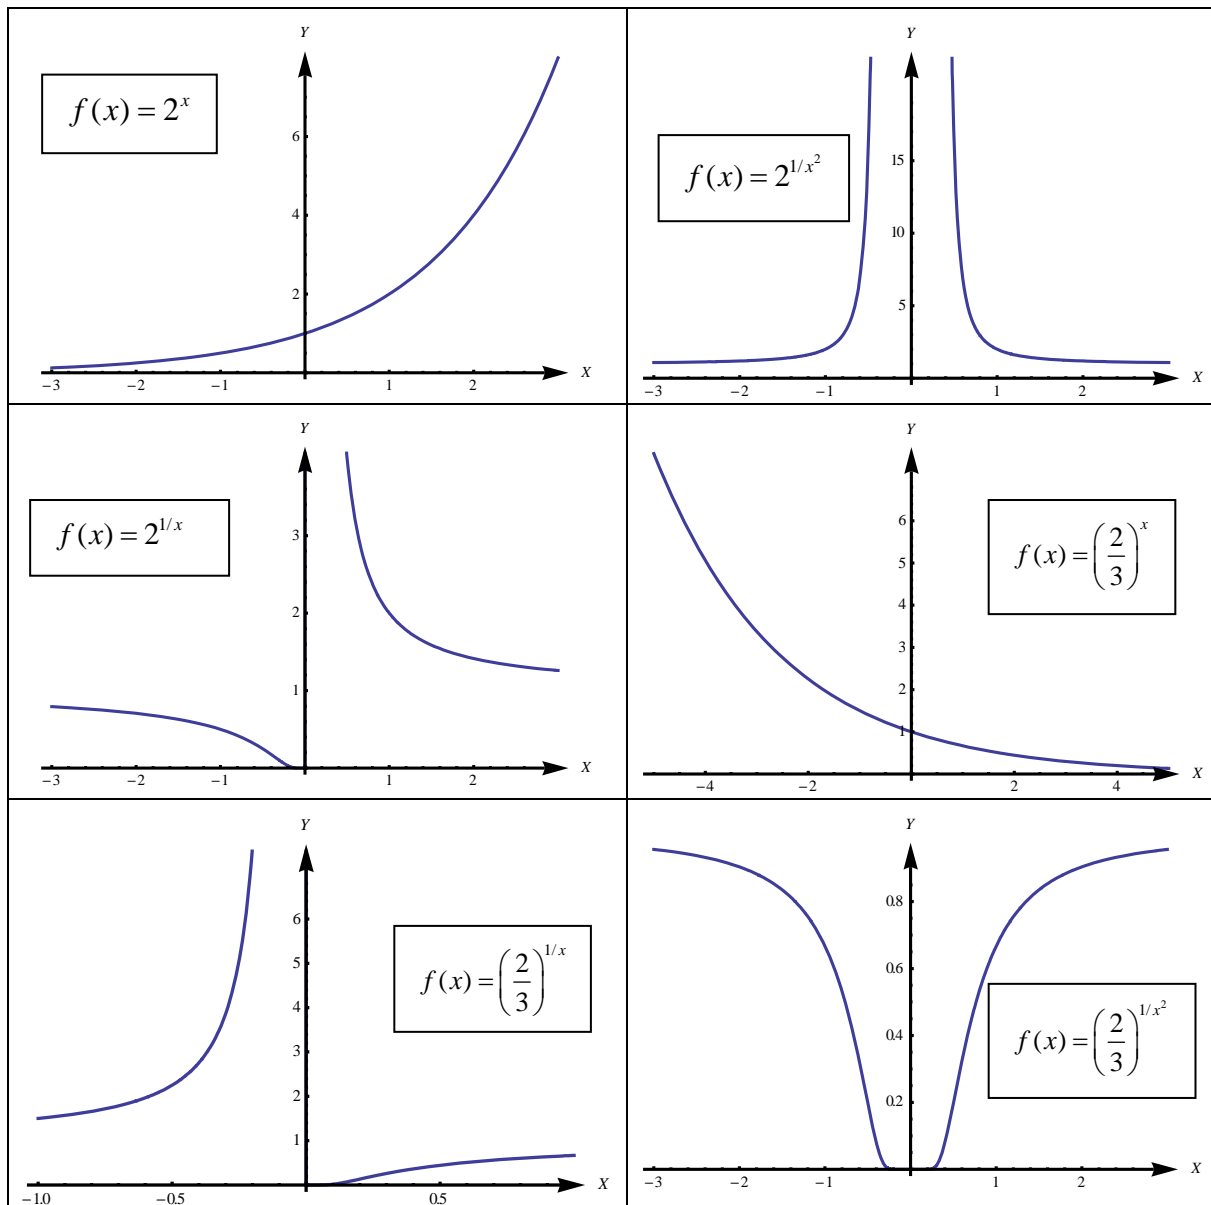 Y
f(x) = 2^x
6
4
2
−3 −2 −1 1 2 X
Y
f(x) = 2^{1/x^2}
15
10
5
−3 −2 −1 1 2 X
Y
f(x) = 2^{1/x}
3
2
1
−3 −2 −1 1 2 X
Y
f(x) = (2/3)^x
6
5
4
3
2
1
−4 −2 2 4 X
Y
f(x) = (2/3)^{1/x}
6
5
4
3
2
1
−1.0 −0.5 0.5 X
Y
f(x) = (2/3)^{1/x^2}
0.8
0.6
0.4
0.2
−3 −2 −1 1 2 X